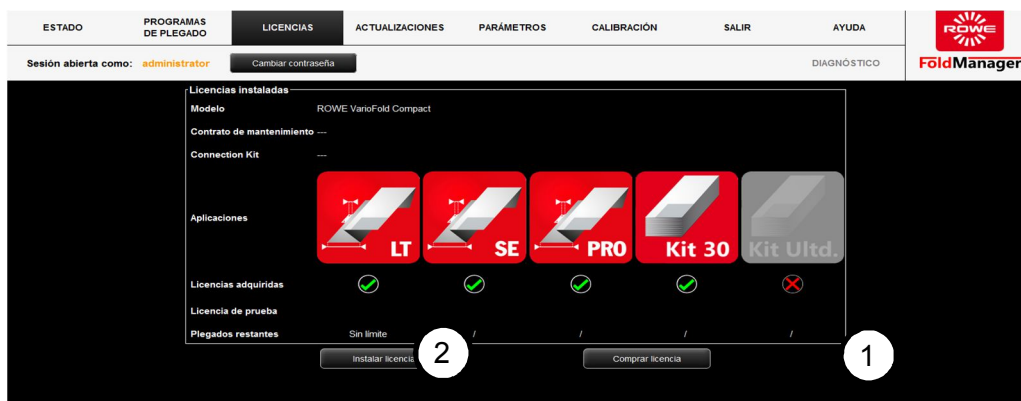 ESTADO PROGRAMAS DE PLEGADO LICENCIAS ACTUALIZACIONES PARÁMETROS CALIBRACIÓN SALIR AYUDA
ROWE
FoldManager
Sesión abierta como: administrator Cambiar contraseña DIAGNÓSTICO
Licencias instaladas
Modelo ROWE VarioFold Compact
Contrato de mantenimiento ---
Connection Kit ---
Aplicaciones LT SE PRO Kit 30 Kit Ultd.
Licencias adquiridas
Licencia de prueba
Plegados restantes Sin límite / / / /
Instalar licencia 2 Comprar licencia 1